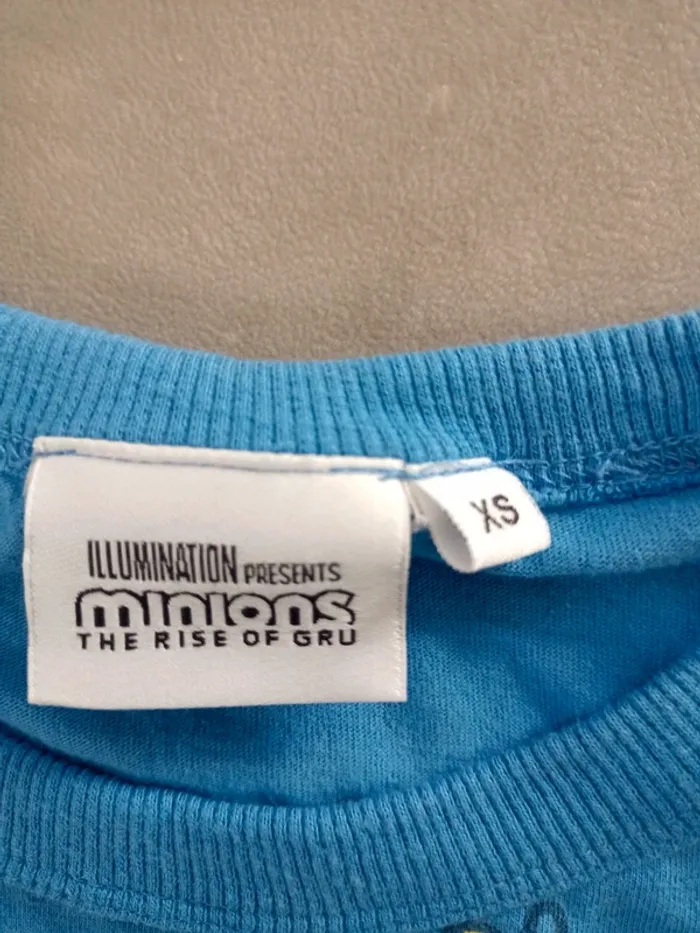 ILLUMINATION PRESENTS
minions
THE RISE OF GRU
XS